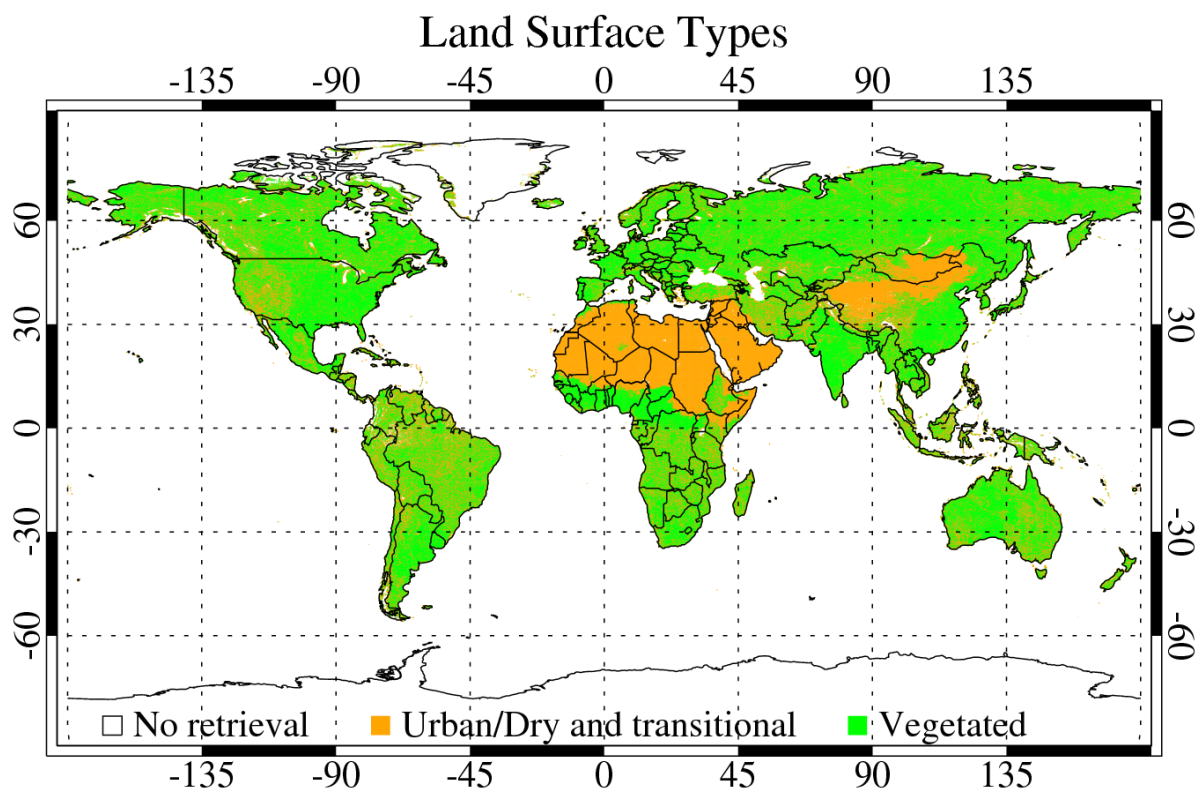 Land Surface Types
-135 -90 -45 0 45 90 135
60 60
30 30
0 0
-30 -30
-60 -60
No retrieval Urban/Dry and transitional Vegetated
-135 -90 -45 0 45 90 135